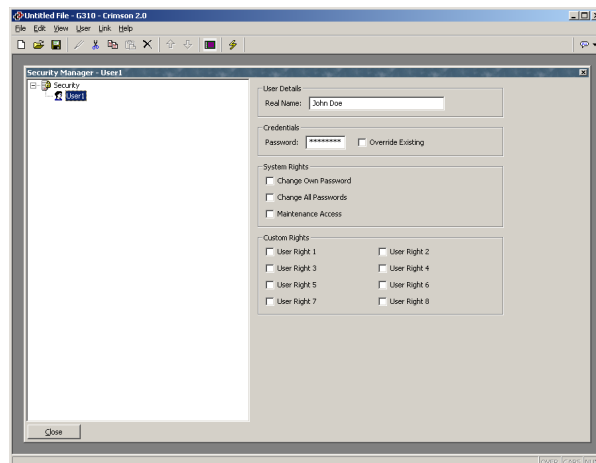 Untitled File - G310 - Crimson 2.0
File Edit View User Link Help
Security Manager - User1
Security
User1
User Details
Real Name: John Doe
Credentials
Password: ******** Override Existing
System Rights
Change Own Password
Change All Passwords
Maintenance Access
Custom Rights
User Right 1 User Right 2
User Right 3 User Right 4
User Right 5 User Right 6
User Right 7 User Right 8
Close
OVER CAPS